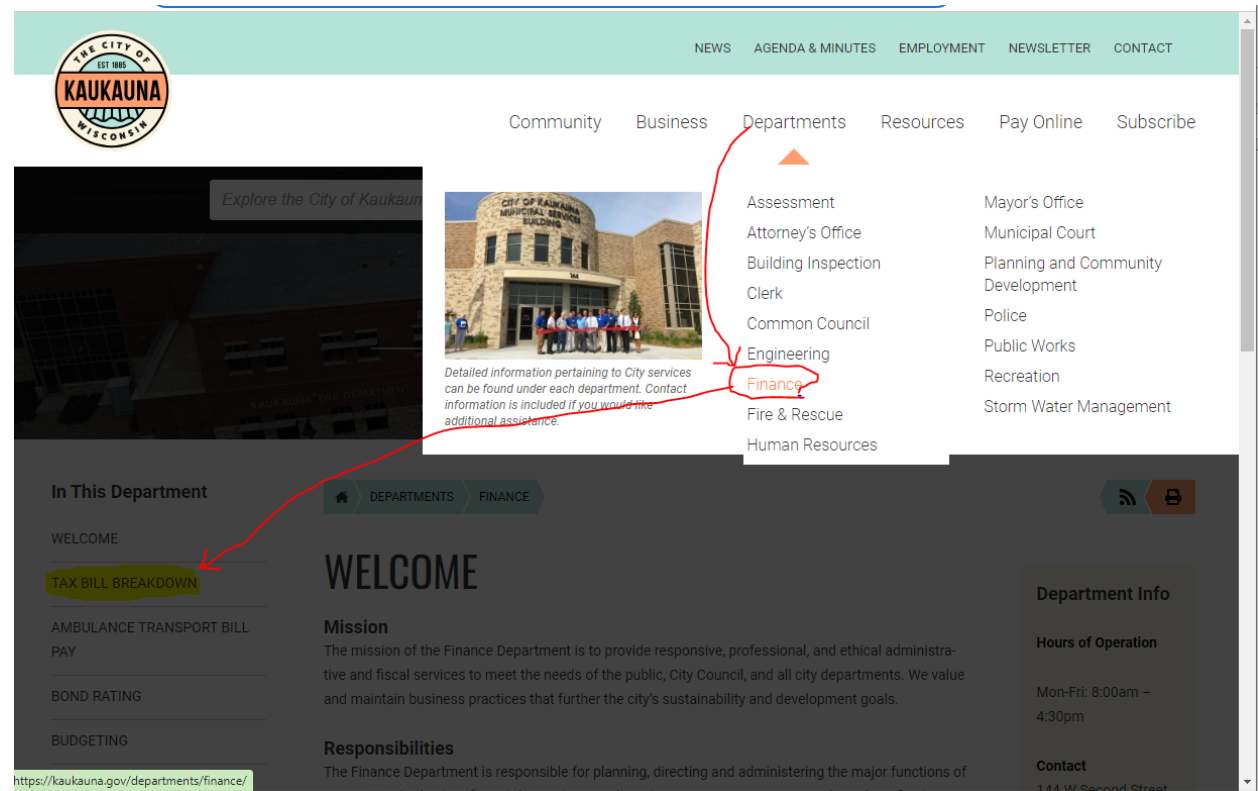 THE CITY OF
EST 1885
KAUKAUNA
WISCONSIN
NEWS AGENDA & MINUTES EMPLOYMENT NEWSLETTER CONTACT
Community Business Departments Resources Pay Online Subscribe
Explore the City of Kaukaun
CITY OF KAUKAUNA
MUNICIPAL SERVICES
BUILDING
144
Detailed information pertaining to City services
can be found under each department. Contact
information is included if you would like
additional assistance.
Assessment
Attorney's Office
Building Inspection
Clerk
Common Council
Engineering
Finance
Fire & Rescue
Human Resources
Mayor's Office
Municipal Court
Planning and Community
Development
Police
Public Works
Recreation
Storm Water Management
KAUKAUNA FIRE DEPARTMENT
In This Department
WELCOME
TAX BILL BREAKDOWN
AMBULANCE TRANSPORT BILL
PAY
BOND RATING
BUDGETING
DEPARTMENTS FINANCE
WELCOME
Mission
The mission of the Finance Department is to provide responsive, professional, and ethical administra-
tive and fiscal services to meet the needs of the public, City Council, and all city departments. We value
and maintain business practices that further the city's sustainability and development goals.
Responsibilities
The Finance Department is responsible for planning, directing and administering the major functions of
Department Info
Hours of Operation
Mon-Fri: 8:00am –
4:30pm
Contact
144 W Second Street
https://kaukauna.gov/departments/finance/